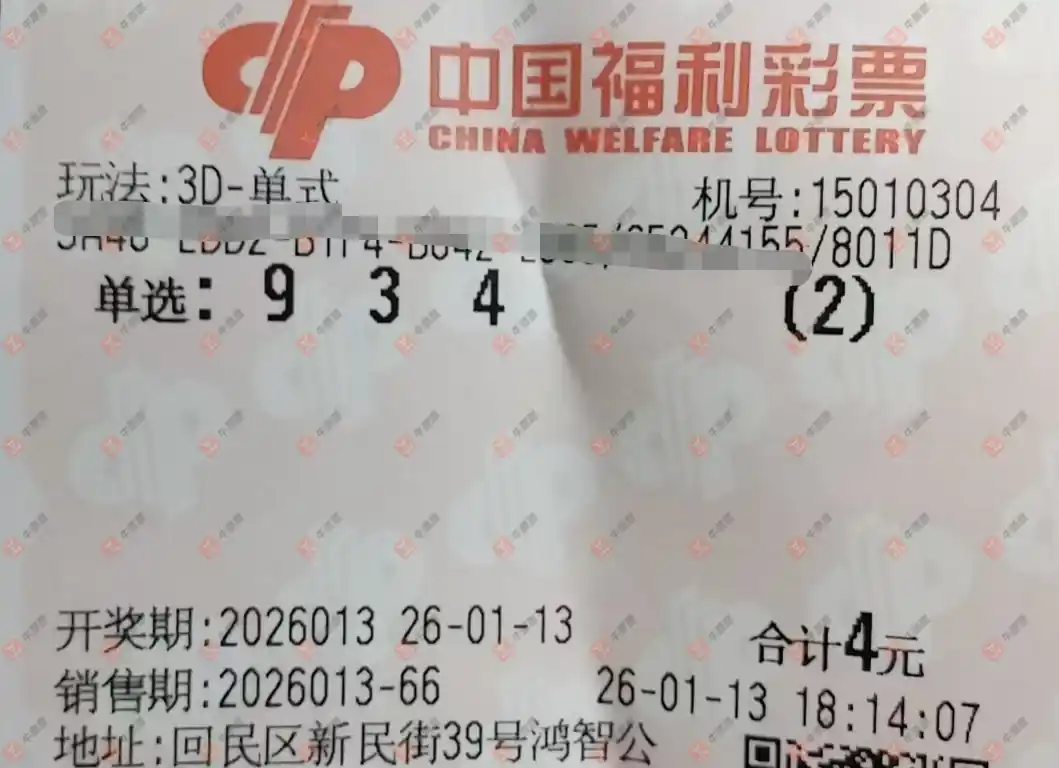 中国福利彩票
CHINA WELFARE LOTTERY
玩法:3D-单式
机号:15010304
/8011D
单选: 9 3 4 (2)
开奖期:2026013 26-01-13
合计4元
销售期:2026013-66
26-01-13 18:14:07
地址:回民区新民街39号鸿智公